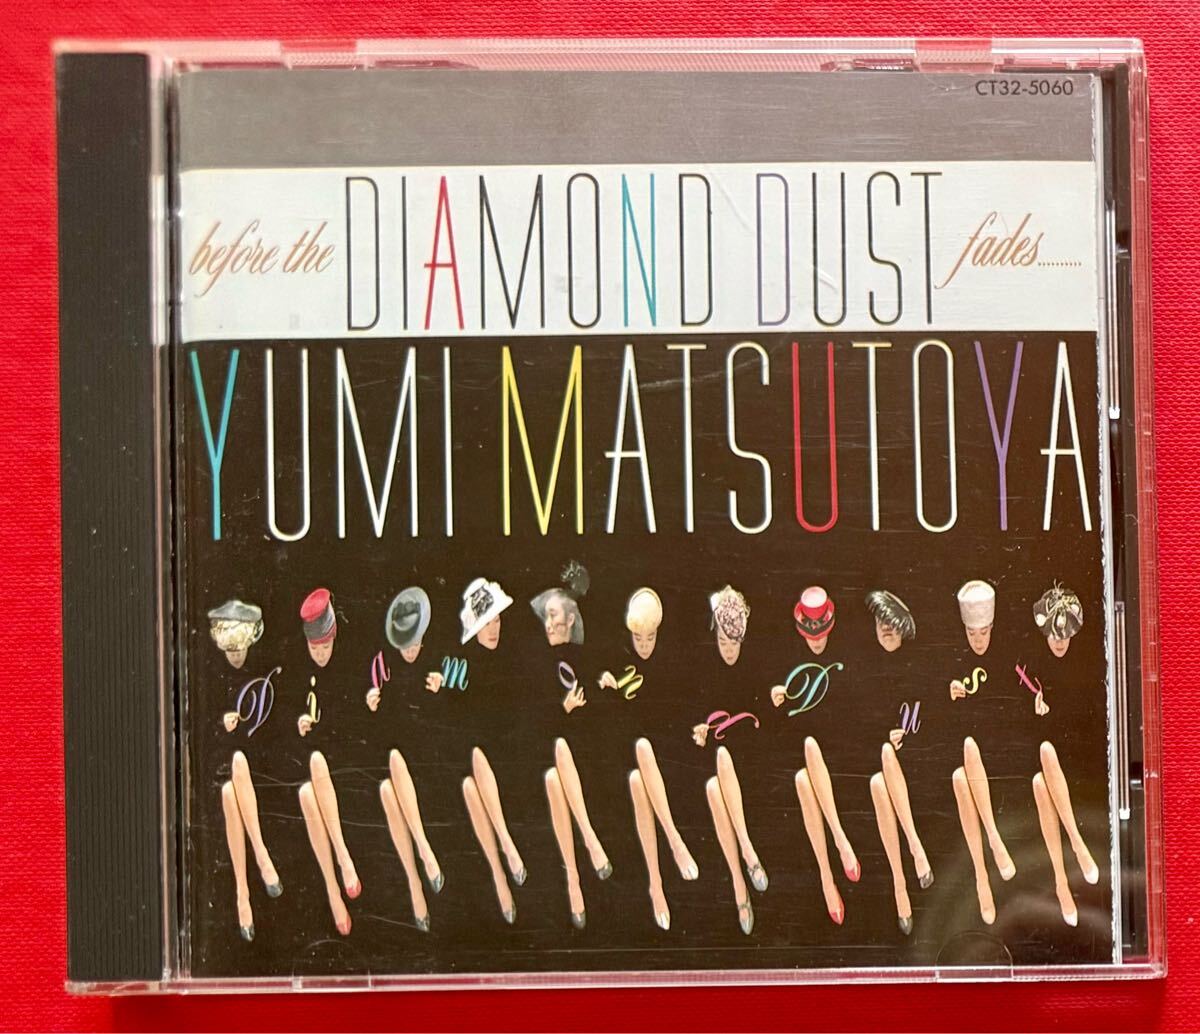 CT32-5060
before the DIAMOND DUST fades..........
YUMI MATSUTOYA
Diamond Dust